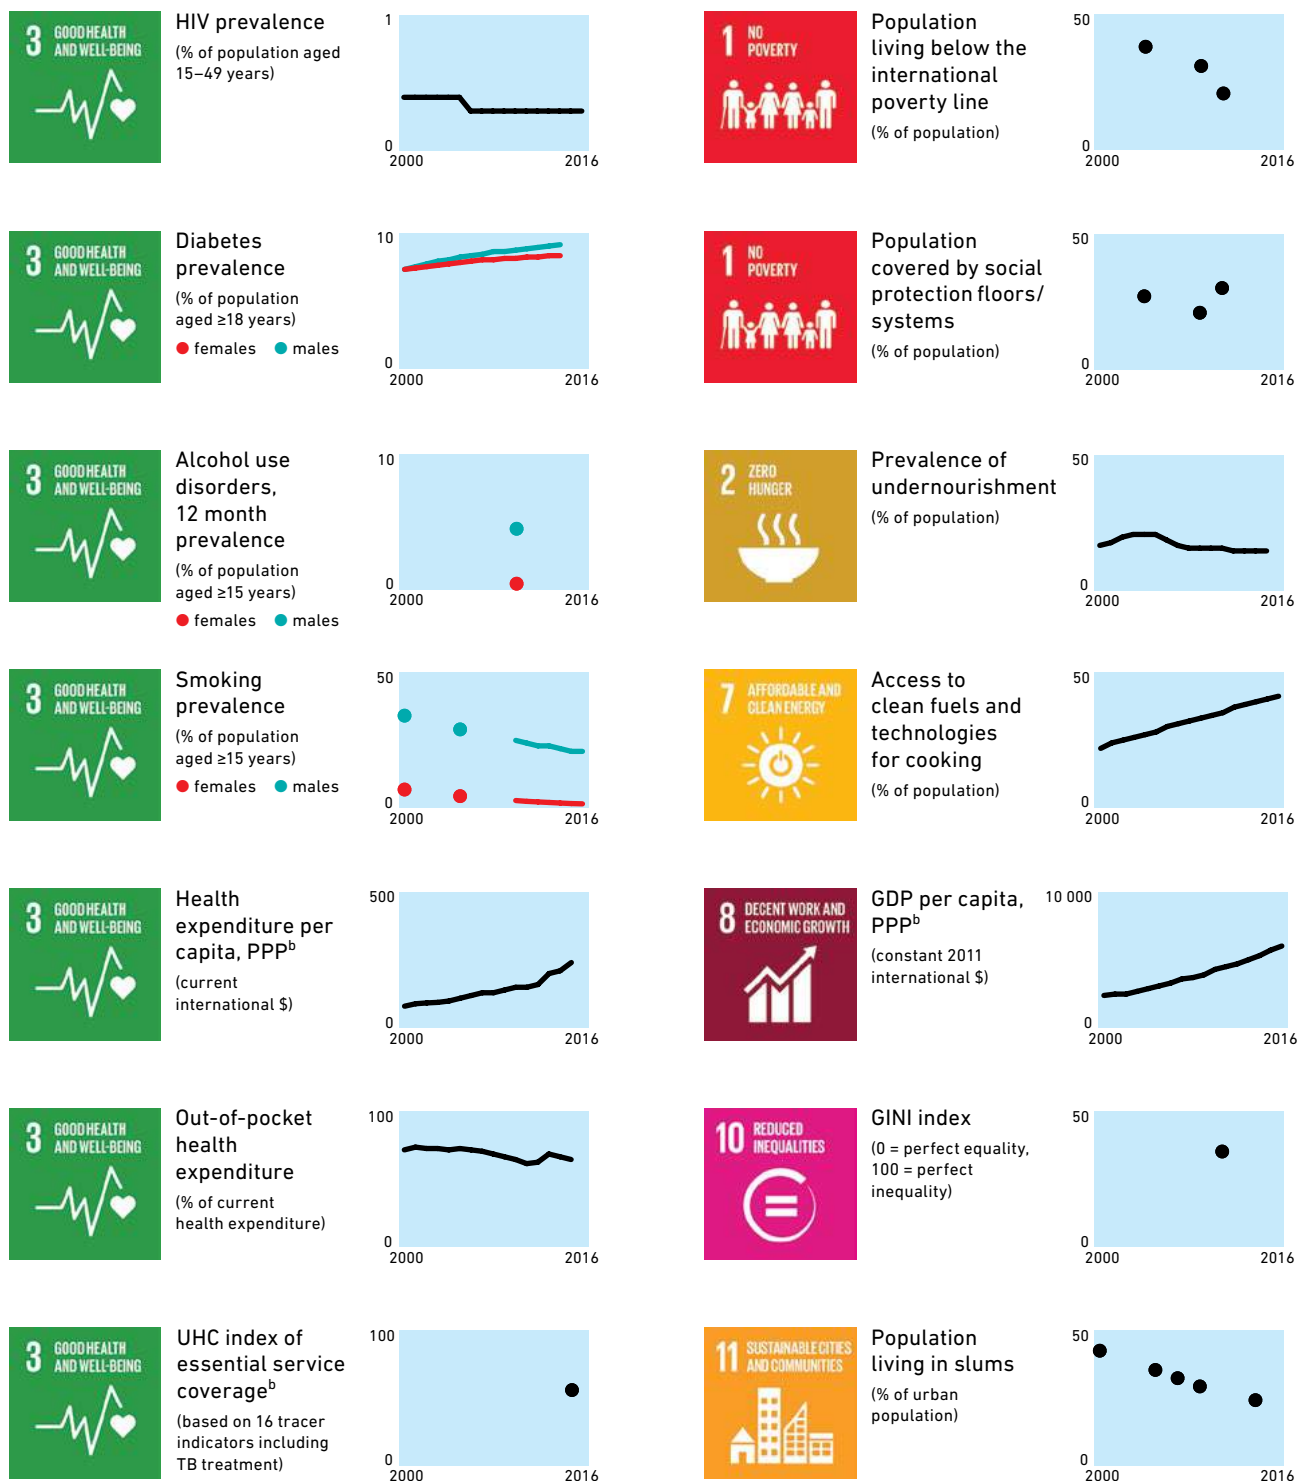 3 GOOD HEALTH
AND WELL-BEING
HIV prevalence
(% of population aged
15–49 years)
1
0
2000 2016
3 GOOD HEALTH
AND WELL-BEING
Diabetes
prevalence
(% of population
aged ≥18 years)
females males
10
0
2000 2016
3 GOOD HEALTH
AND WELL-BEING
Alcohol use
disorders,
12 month
prevalence
(% of population
aged ≥15 years)
females males
10
0
2000 2016
3 GOOD HEALTH
AND WELL-BEING
Smoking
prevalence
(% of population
aged ≥15 years)
females males
50
0
2000 2016
3 GOOD HEALTH
AND WELL-BEING
Health
expenditure per
capita, PPPᵇ
(current
international $)
500
0
2000 2016
3 GOOD HEALTH
AND WELL-BEING
Out-of-pocket
health
expenditure
(% of current
health expenditure)
100
0
2000 2016
3 GOOD HEALTH
AND WELL-BEING
UHC index of
essential service
coverageᵇ
(based on 16 tracer
indicators including
TB treatment)
100
0
2000 2016
1 NO
POVERTY
Population
living below the
international
poverty line
(% of population)
50
0
2000 2016
1 NO
POVERTY
Population
covered by social
protection floors/
systems
(% of population)
50
0
2000 2016
2 ZERO
HUNGER
Prevalence of
undernourishment
(% of population)
50
0
2000 2016
7 AFFORDABLE AND
CLEAN ENERGY
Access to
clean fuels and
technologies
for cooking
(% of population)
50
0
2000 2016
8 DECENT WORK AND
ECONOMIC GROWTH
GDP per capita,
PPPᵇ
(constant 2011
international $)
10 000
0
2000 2016
10 REDUCED
INEQUALITIES
GINI index
(0 = perfect equality,
100 = perfect
inequality)
50
0
2000 2016
11 SUSTAINABLE CITIES
AND COMMUNITIES
Population
living in slums
(% of urban
population)
50
0
2000 2016